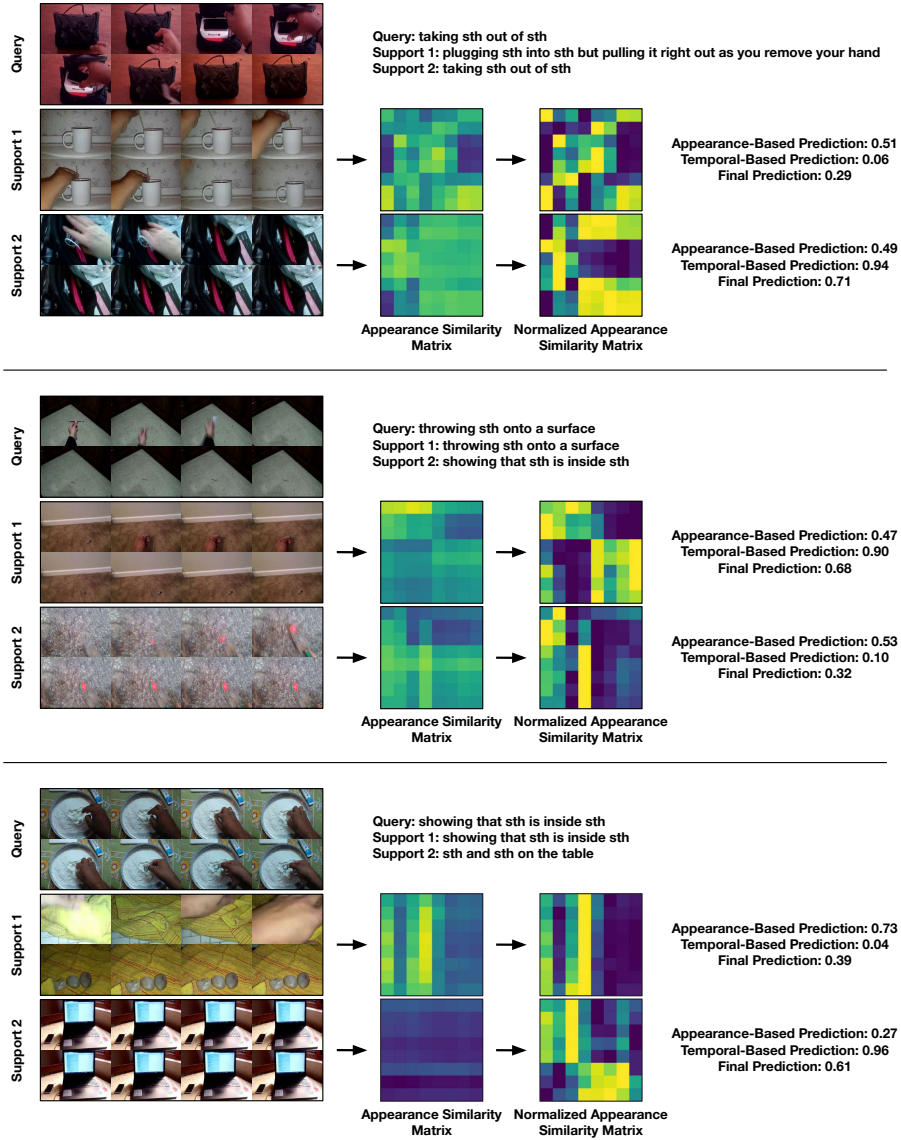 Query
Query: taking sth out of sth
Support 1: plugging sth into sth but pulling it right out as you remove your hand
Support 2: taking sth out of sth
Support 1
Appearance-Based Prediction: 0.51
Temporal-Based Prediction: 0.06
Final Prediction: 0.29
Support 2
Appearance-Based Prediction: 0.49
Temporal-Based Prediction: 0.94
Final Prediction: 0.71
Appearance Similarity
Matrix
Normalized Appearance
Similarity Matrix
Query
Query: throwing sth onto a surface
Support 1: throwing sth onto a surface
Support 2: showing that sth is inside sth
Support 1
Appearance-Based Prediction: 0.47
Temporal-Based Prediction: 0.90
Final Prediction: 0.68
Support 2
Appearance-Based Prediction: 0.53
Temporal-Based Prediction: 0.10
Final Prediction: 0.32
Appearance Similarity
Matrix
Normalized Appearance
Similarity Matrix
Query
Query: showing that sth is inside sth
Support 1: showing that sth is inside sth
Support 2: sth and sth on the table
Support 1
Appearance-Based Prediction: 0.73
Temporal-Based Prediction: 0.04
Final Prediction: 0.39
Support 2
Appearance-Based Prediction: 0.27
Temporal-Based Prediction: 0.96
Final Prediction: 0.61
Appearance Similarity
Matrix
Normalized Appearance
Similarity Matrix